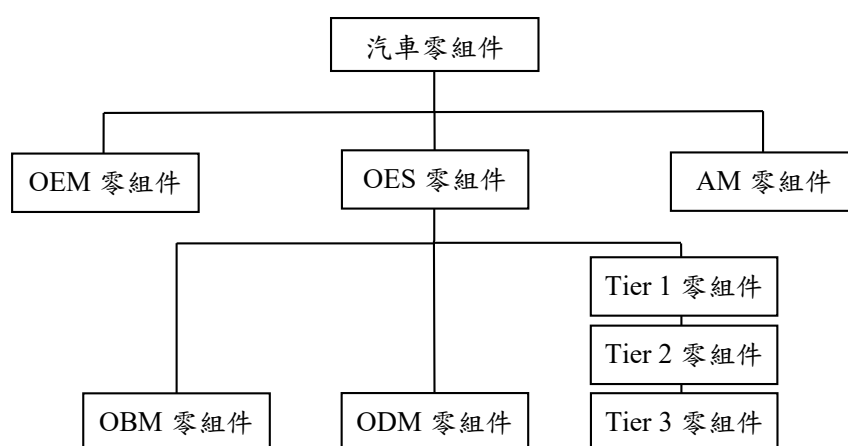 汽車零組件
OEM 零組件
OES 零組件
AM 零組件
Tier 1 零組件
Tier 2 零組件
OBM 零組件
ODM 零組件
Tier 3 零組件